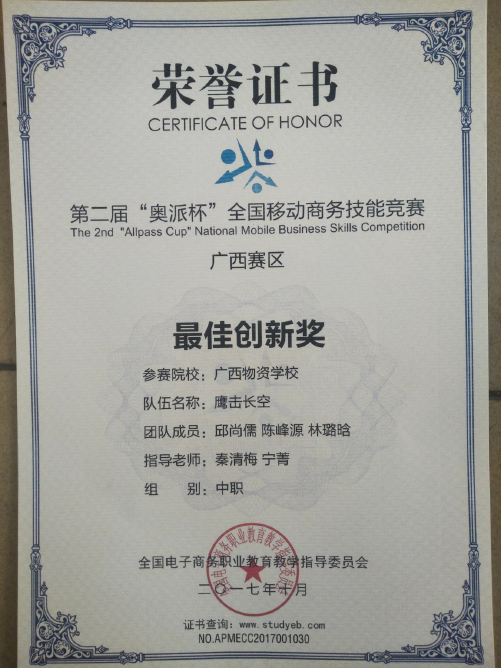 荣誉证书
CERTIFICATE OF HONOR
第二届“奥派杯”全国移动商务技能竞赛
The 2nd "Allpass Cup" National Mobile Business Skills Competition
广西赛区
最佳创新奖
参赛院校：广西物资学校
队伍名称：鹰击长空
团队成员：邱尚儒 陈峰源 林璐晗
指导老师：秦清梅 宁菁
组 别：中职
全国电子商务职业教育教学指导委员会
二〇一七年十月
证书查询：www.studyeb.com
NO.APMECC2017001030